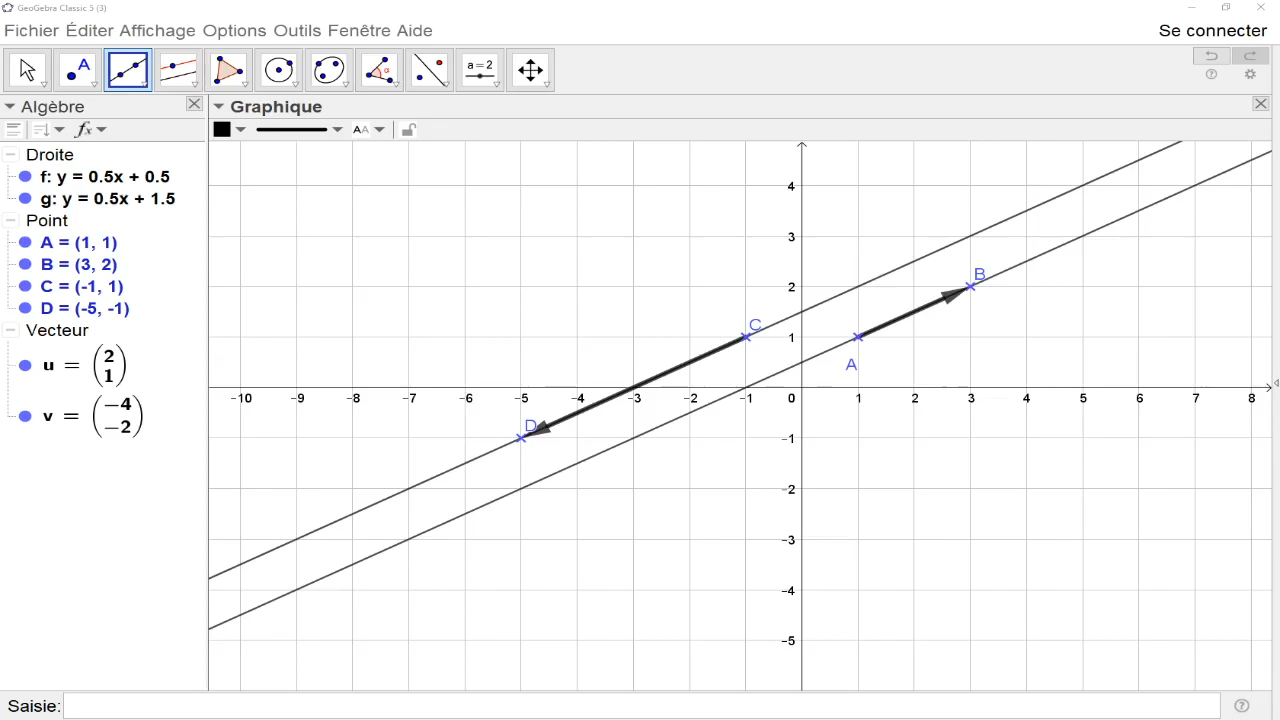 GeoGebra Classic 5 (3)
Fichier Éditer Affichage Options Outils Fenêtre Aide
Se connecter
A
α
a = 2
Algèbre
Graphique
fx
AA
Droite
f: y = 0.5x + 0.5
g: y = 0.5x + 1.5
Point
A = (1, 1)
B = (3, 2)
C = (-1, 1)
D = (-5, -1)
Vecteur
u = (2 1)
v = (−4 −2)
4
3
B
2
C
1
A
−10 −9 −8 −7 −6 −5 −4 −3 −2 −1 0 1 2 3 4 5 6 7 8
D
−1
−2
−3
−4
−5
Saisie: